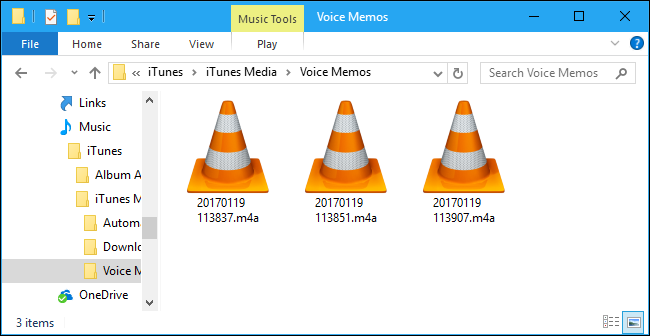 Music Tools
Voice Memos
File
Home
Share
View
Play
«  iTunes › iTunes Media › Voice Memos
Search Voice Memos
Links
Music
iTunes
Album A
iTunes M
Autom
Downlo
Voice M
OneDrive
20170119
113837.m4a
20170119
113851.m4a
20170119
113907.m4a
3 items